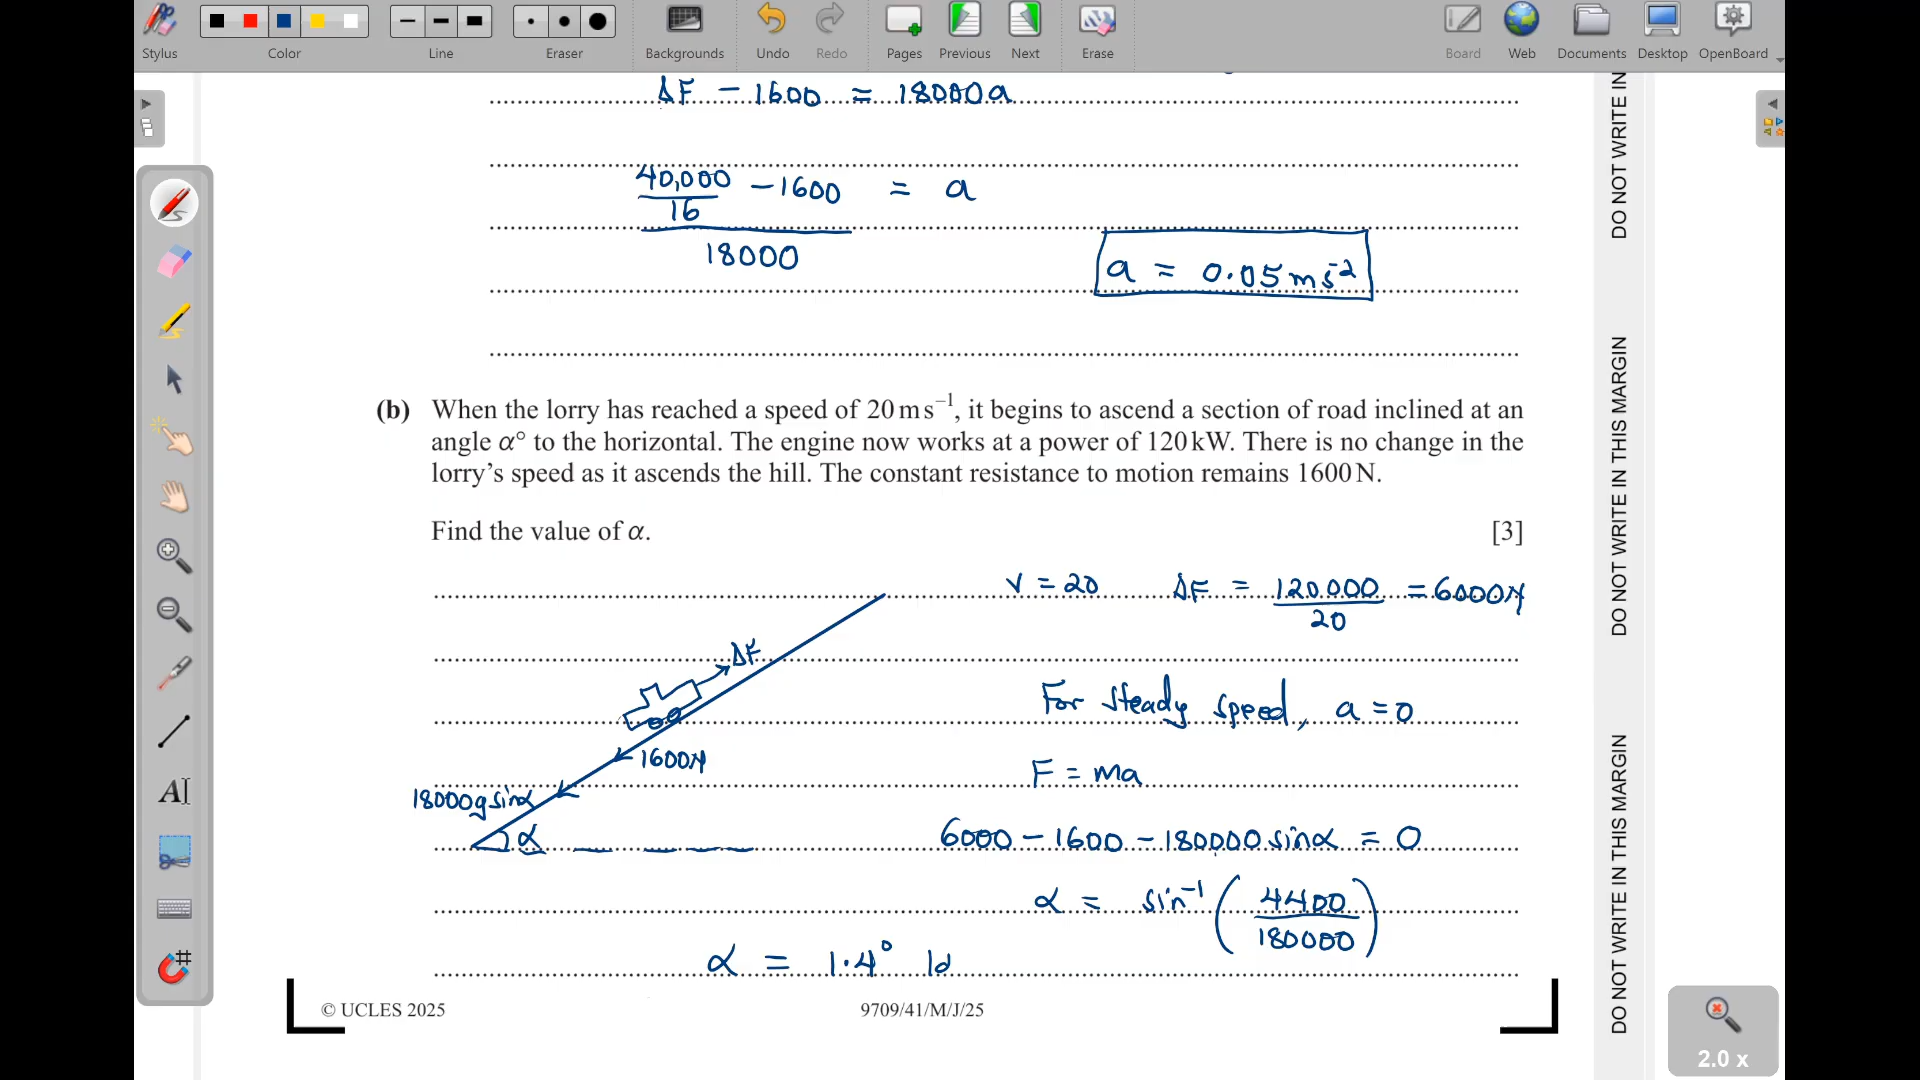 Stylus Color Line Eraser Backgrounds Undo Redo Pages Previous Next Erase Board Web Documents Desktop OpenBoard
ΔF - 1600 = 18000a
40,000
16
- 1600 = a
18000
a = 0.05 ms⁻²
(b) When the lorry has reached a speed of 20 m s⁻¹, it begins to ascend a section of road inclined at an
angle α° to the horizontal. The engine now works at a power of 120 kW. There is no change in the
lorry's speed as it ascends the hill. The constant resistance to motion remains 1600 N.
Find the value of α. [3]
v = 20 ΔF = 120 000 = 6000N
20
ΔF
For steady speed, a = 0
1600N
F = ma
18000g sinα
α
6000 - 1600 - 180000 sinα = 0
α = sin⁻¹ ( 4400
180000 )
α = 1.4° 1d
© UCLES 2025 9709/41/M/J/25
DO NOT WRITE IN
DO NOT WRITE IN THIS MARGIN
DO NOT WRITE IN THIS MARGIN
2.0 x